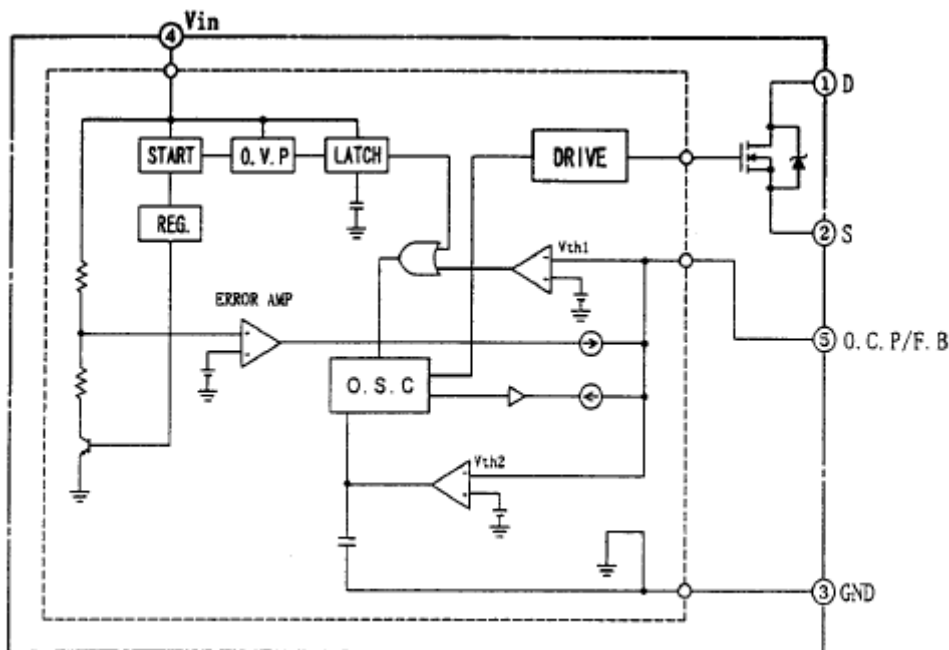 Vin
4
1 D
START
O.V.P
LATCH
DRIVE
REG.
2 S
Vth1
ERROR AMP
5 O.C.P/F.B
O.S.C
Vth2
3 GND